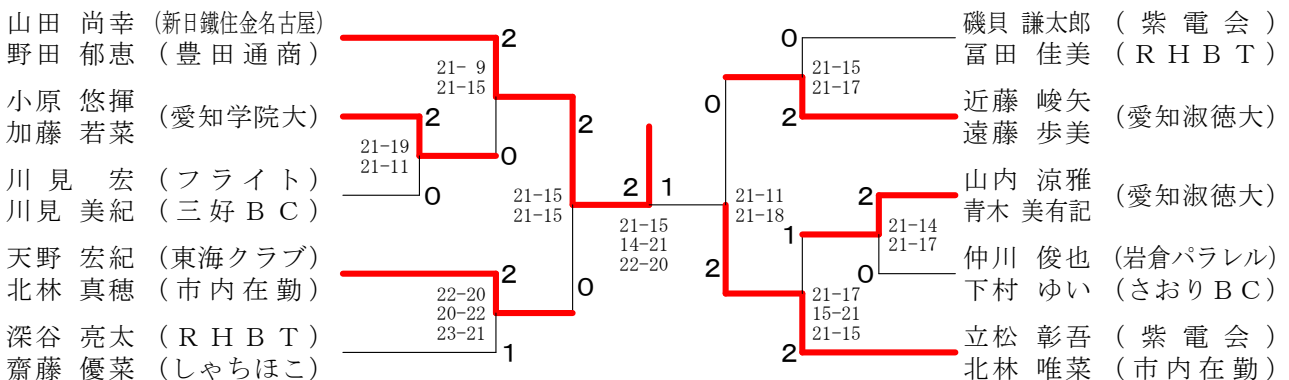 山田 尚幸 (新日鐵住金名古屋)
野田 郁恵 (豊田通商)
小原 悠揮
加藤 若菜
(愛知学院大)
川見 宏 (フライト)
川見 美紀 (三好BC)
天野 宏紀 (東海クラブ)
北林 真穂 (市内在勤)
深谷 亮太 (RHBT)
齋藤 優菜 (しゃちほこ)
2
21- 9
21-15
2
21-19
21-11
0
0
2
21-15
21-15
2
22-20
20-22
23-21
1
0
2
1
21-15
14-21
22-20
0
21-11
21-18
2
0
21-15
21-17
2
1
21-17
15-21
21-15
2
2
21-14
21-17
0
磯貝 謙太郎 (紫電会)
冨田 佳美 (RHBT)
近藤 峻矢
遠藤 歩美
(愛知淑徳大)
山内 涼雅
青木 美有記
(愛知淑徳大)
仲川 俊也 (岩倉パラレル)
下村 ゆい (さおりBC)
立松 彰吾 (紫電会)
北林 唯菜 (市内在勤)